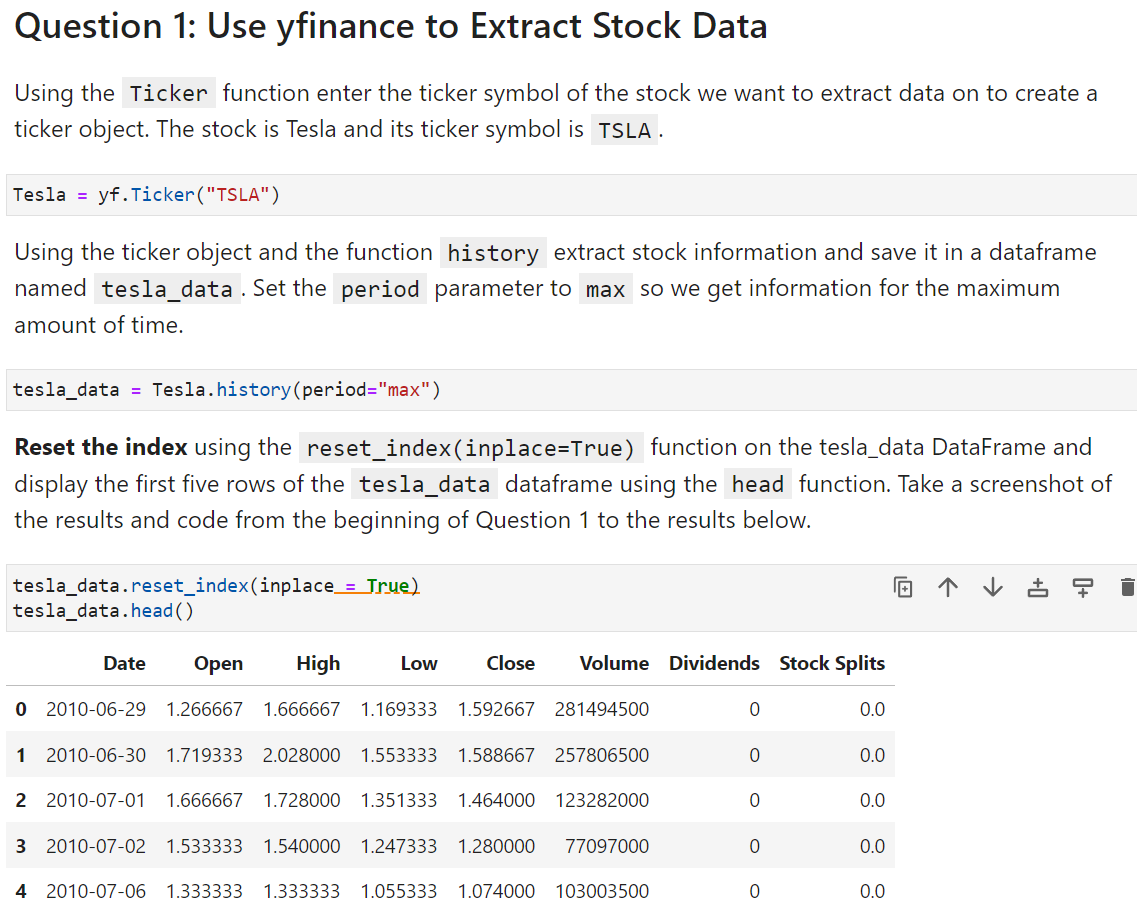 Question 1: Use yfinance to Extract Stock Data
Using the Ticker function enter the ticker symbol of the stock we want to extract data on to create a
ticker object. The stock is Tesla and its ticker symbol is TSLA .
Tesla = yf.Ticker("TSLA")
Using the ticker object and the function history extract stock information and save it in a dataframe
named tesla_data . Set the period parameter to max so we get information for the maximum
amount of time.
tesla_data = Tesla.history(period="max")
Reset the index using the reset_index(inplace=True) function on the tesla_data DataFrame and
display the first five rows of the tesla_data dataframe using the head function. Take a screenshot of
the results and code from the beginning of Question 1 to the results below.
tesla_data.reset_index(inplace = True)
tesla_data.head()
Date Open High Low Close Volume Dividends Stock Splits
0 2010-06-29 1.266667 1.666667 1.169333 1.592667 281494500 0 0.0
1 2010-06-30 1.719333 2.028000 1.553333 1.588667 257806500 0 0.0
2 2010-07-01 1.666667 1.728000 1.351333 1.464000 123282000 0 0.0
3 2010-07-02 1.533333 1.540000 1.247333 1.280000 77097000 0 0.0
4 2010-07-06 1.333333 1.333333 1.055333 1.074000 103003500 0 0.0